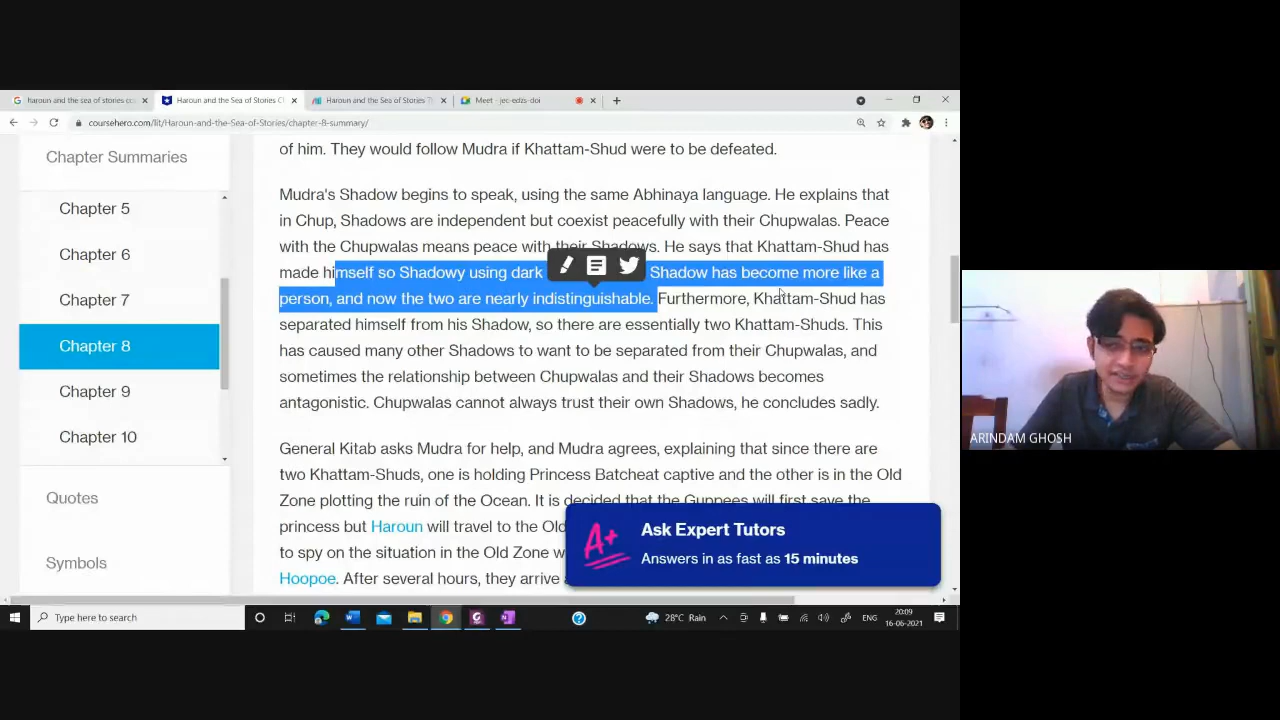 haroun and the sea of stories co
Haroun and the Sea of Stories C
Haroun and the Sea of Stories T
Meet - jec-edzs-doi
coursehero.com/lit/Haroun-and-the-Sea-of-Stories/chapter-8-summary/
Chapter Summaries
Chapter 5
Chapter 6
Chapter 7
Chapter 8
Chapter 9
Chapter 10
Quotes
Symbols
of him. They would follow Mudra if Khattam-Shud were to be defeated.
Mudra's Shadow begins to speak, using the same Abhinaya language. He explains that
in Chup, Shadows are independent but coexist peacefully with their Chupwalas. Peace
with the Chupwalas means peace with their Shadows. He says that Khattam-Shud has
made himself so Shadowy using dark Shadow has become more like a
person, and now the two are nearly indistinguishable. Furthermore, Khattam-Shud has
separated himself from his Shadow, so there are essentially two Khattam-Shuds. This
has caused many other Shadows to want to be separated from their Chupwalas, and
sometimes the relationship between Chupwalas and their Shadows becomes
antagonistic. Chupwalas cannot always trust their own Shadows, he concludes sadly.
General Kitab asks Mudra for help, and Mudra agrees, explaining that since there are
two Khattam-Shuds, one is holding Princess Batcheat captive and the other is in the Old
Zone plotting the ruin of the Ocean. It is decided that the Guppees will first save the
princess but Haroun will travel to the Old
to spy on the situation in the Old Zone
Hoopoe. After several hours, they arrive
A+
Ask Expert Tutors
Answers in as fast as 15 minutes
Type here to search
28°C Rain
ENG
20:09
16-06-2021
ARINDAM GHOSH